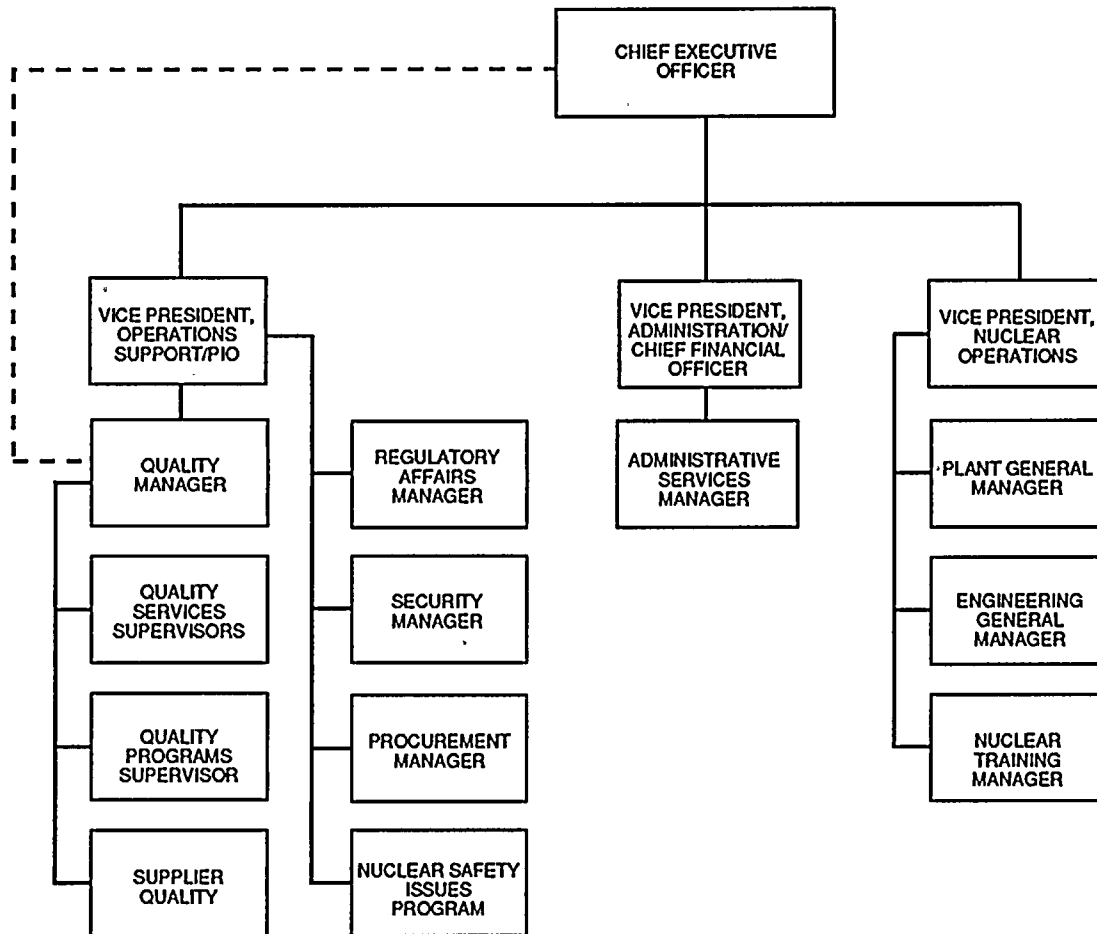 CHIEF EXECUTIVE
OFFICER
VICE PRESIDENT,
OPERATIONS
SUPPORT/PIO
VICE PRESIDENT,
ADMINISTRATION/
CHIEF FINANCIAL
OFFICER
VICE PRESIDENT,
NUCLEAR
OPERATIONS
QUALITY
MANAGER
REGULATORY
AFFAIRS
MANAGER
ADMINISTRATIVE
SERVICES
MANAGER
PLANT GENERAL
MANAGER
QUALITY
SERVICES
SUPERVISORS
SECURITY
MANAGER
ENGINEERING
GENERAL
MANAGER
QUALITY
PROGRAMS
SUPERVISOR
PROCUREMENT
MANAGER
NUCLEAR
TRAINING
MANAGER
SUPPLIER
QUALITY
NUCLEAR SAFETY
ISSUES
PROGRAM